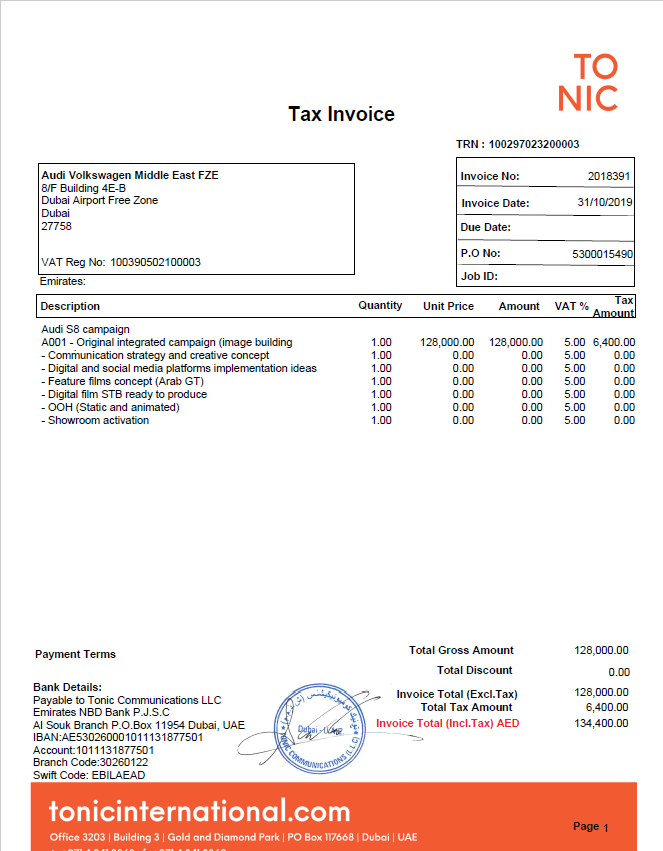 TO
NIC
Tax Invoice
TRN : 100297023200003
Audi Volkswagen Middle East FZE
8/F Building 4E-B
Dubai Airport Free Zone
Dubai
27758
VAT Reg No: 100390502100003
Emirates:
Invoice No: 2018391
Invoice Date: 31/10/2019
Due Date:
P.O No: 5300015490
Job ID:
Description Quantity Unit Price Amount VAT % Tax Amount
Audi S8 campaign
A001 - Original integrated campaign (image building 1.00 128,000.00 128,000.00 5.00 6,400.00
- Communication strategy and creative concept 1.00 0.00 0.00 5.00 0.00
- Digital and social media platforms implementation ideas 1.00 0.00 0.00 5.00 0.00
- Feature films concept (Arab GT) 1.00 0.00 0.00 5.00 0.00
- Digital film STB ready to produce 1.00 0.00 0.00 5.00 0.00
- OOH (Static and animated) 1.00 0.00 0.00 5.00 0.00
- Showroom activation 1.00 0.00 0.00 5.00 0.00
Payment Terms
Total Gross Amount 128,000.00
Total Discount 0.00
Invoice Total (Excl.Tax) 128,000.00
Total Tax Amount 6,400.00
Invoice Total (Incl.Tax) AED 134,400.00
Bank Details:
Payable to Tonic Communications LLC
Emirates NBD Bank P.J.S.C
Al Souk Branch P.O.Box 11954 Dubai, UAE
IBAN:AE530260001011131877501
Account:1011131877501
Branch Code:30260122
Swift Code: EBILAEAD
Dubai - UAE
TONIC COMMUNICATIONS (L.L.C)
tonicinternational.com
Office 3203 | Building 3 | Gold and Diamond Park | PO Box 117668 | Dubai | UAE
Page 1